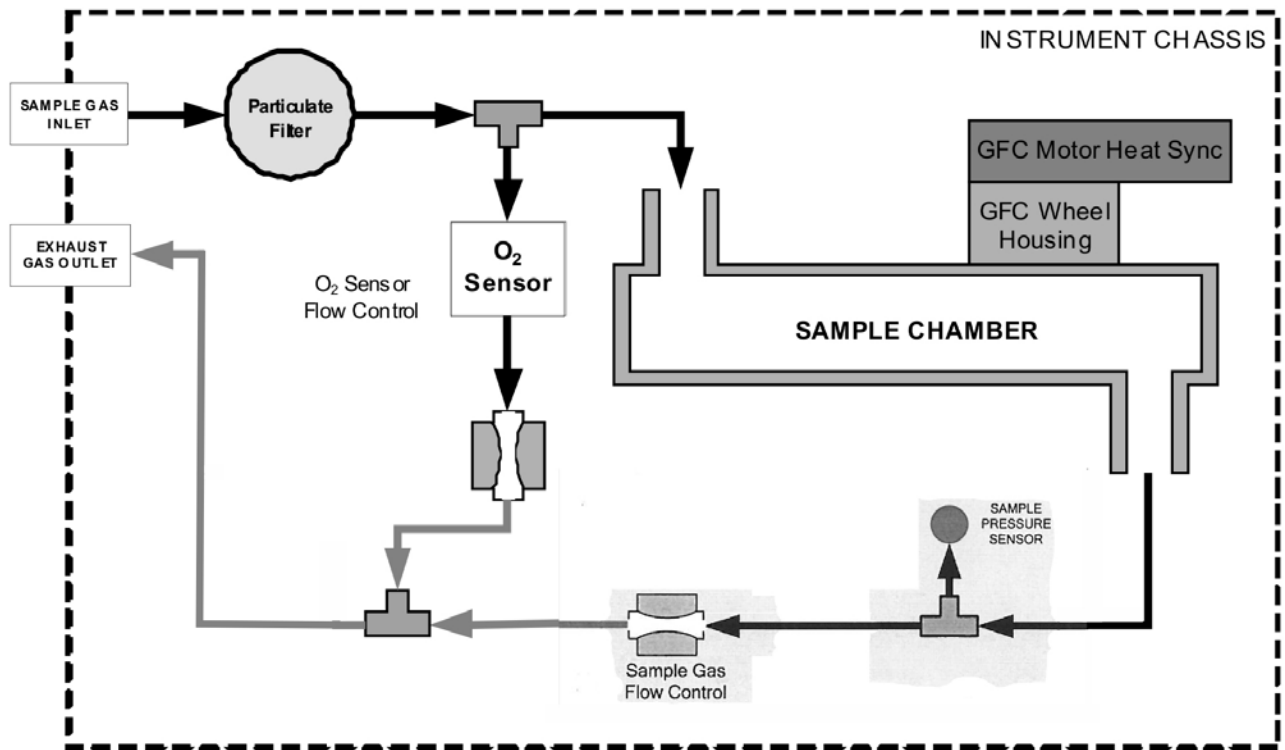 INSTRUMENT CHASSIS
SAMPLE GAS
INLET
Particulate
Filter
GFC Motor Heat Sync
GFC Wheel
Housing
EXHAUST
GAS OUTLET
O₂
Sensor
O₂ Sensor
Flow Control
SAMPLE CHAMBER
SAMPLE
PRESSURE
SENSOR
Sample Gas
Flow Control